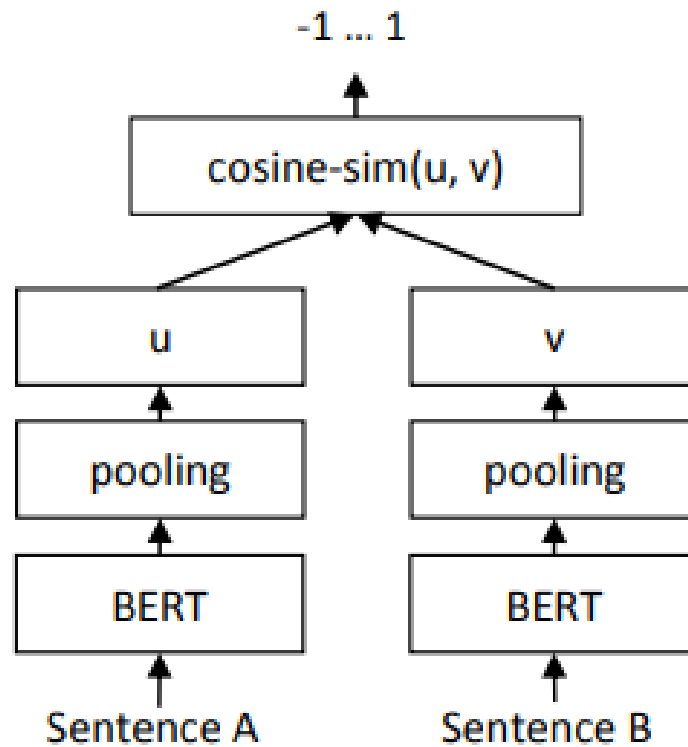 -1 ... 1
cosine-sim(u, v)
u
v
pooling
pooling
BERT
BERT
Sentence A
Sentence B